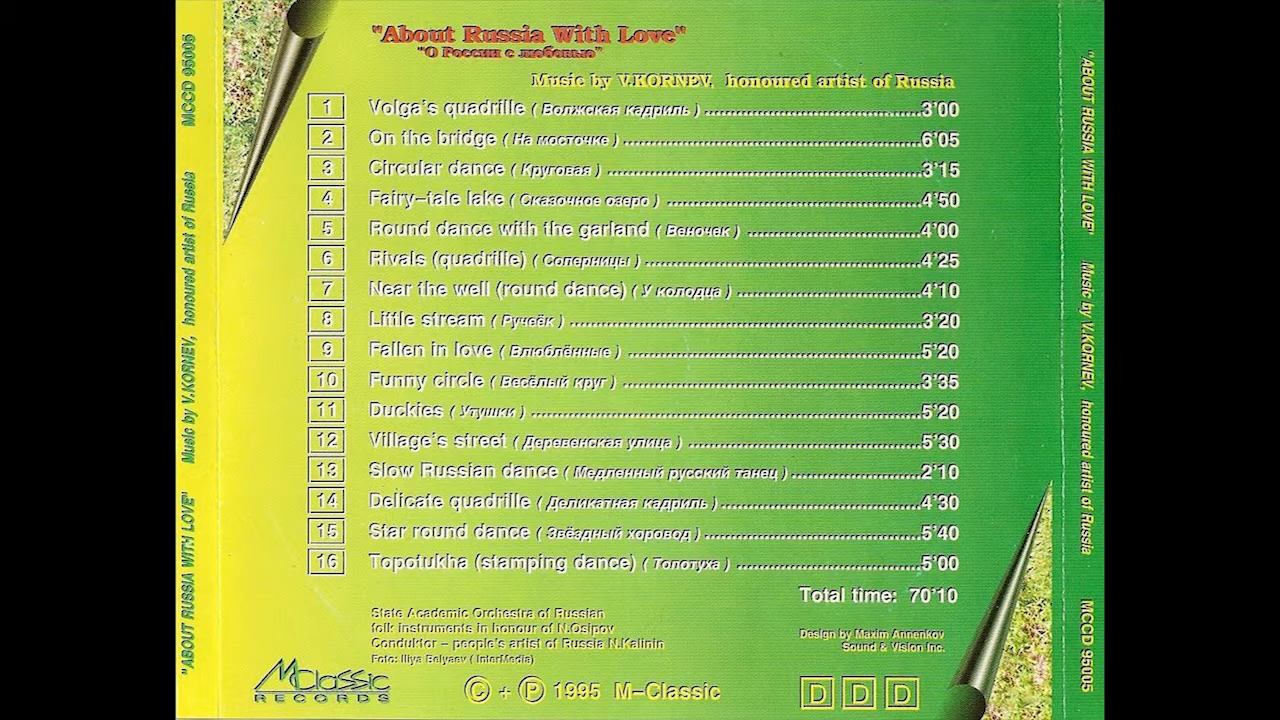 "About Russia With Love"
"О России с любовью"
Music by V.KORNEV, honoured artist of Russia
1 Volga's quadrille ( Волжская кадриль ) 3'00
2 On the bridge ( На мосточке ) 6'05
3 Circular dance ( Круговая ) 3'15
4 Fairy-tale lake ( Сказочное озеро ) 4'50
5 Round dance with the garland ( Веночек ) 4'00
6 Rivals (quadrille) ( Соперницы ) 4'25
7 Near the well (round dance) ( У колодца ) 4'10
8 Little stream ( Ручеёк ) 3'20
9 Fallen in love ( Влюблённые ) 5'20
10 Funny circle ( Весёлый круг ) 3'35
11 Duckies ( Утушки ) 5'20
12 Village's street ( Деревенская улица ) 5'30
13 Slow Russian dance ( Медленный русский танец ) 2'10
14 Delicate quadrille ( Деликатная кадриль ) 4'30
15 Star round dance ( Звёздный хоровод ) 5'40
16 Topotukha (stamping dance) ( Топотуха ) 5'00
Total time: 70'10
State Academic Orchestra of Russian
folk instruments in honour of N.Osipov
Conduktor - people's artist of Russia N.Kalinin
Foto: Iliya Belyaev ( InterMedia)
Design by Maxim Annenkov
Sound & Vision Inc.
MClassic
RECORDS
© + ℗ 1995 M-Classic
D D D
"ABOUT RUSSIA WITH LOVE" Music by V.KORNEV, honoured artist of Russia MCCD 95005
"ABOUT RUSSIA WITH LOVE" Music by V.KORNEV, honoured artist of Russia MCCD 95005